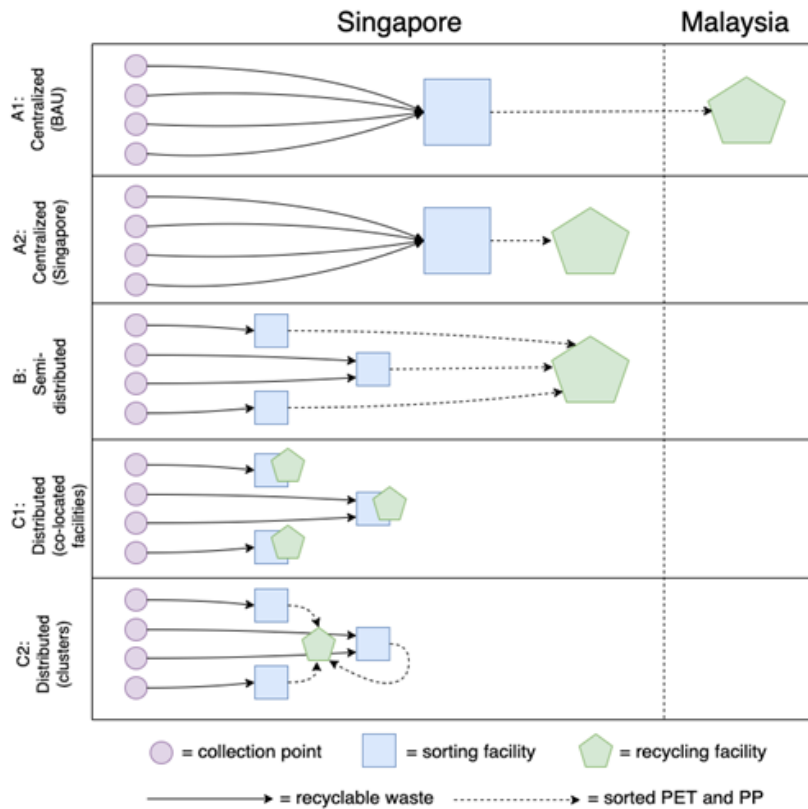 Singapore
Malaysia
A1:
Centralized
(BAU)
A2:
Centralized
(Singapore)
B:
Semi-
distributed
C1:
Distributed
(co-located
facilities)
C2:
Distributed
(clusters)
= collection point
= sorting facility
= recycling facility
= recyclable waste
= sorted PET and PP